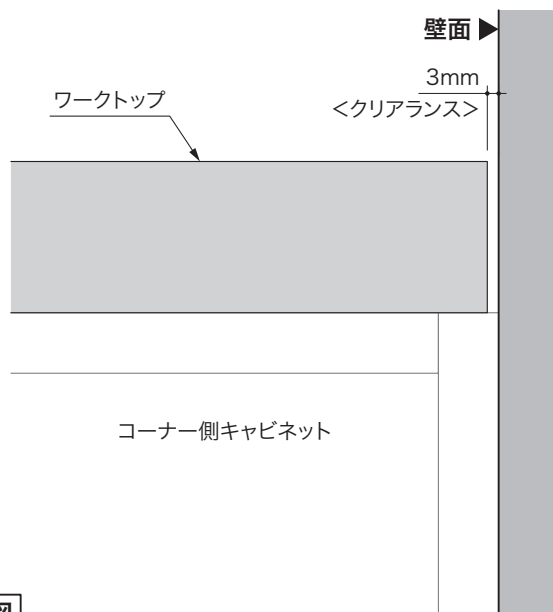 壁面▶
3mm
<クリアランス>
ワークトップ
コーナー側キャビネット
図